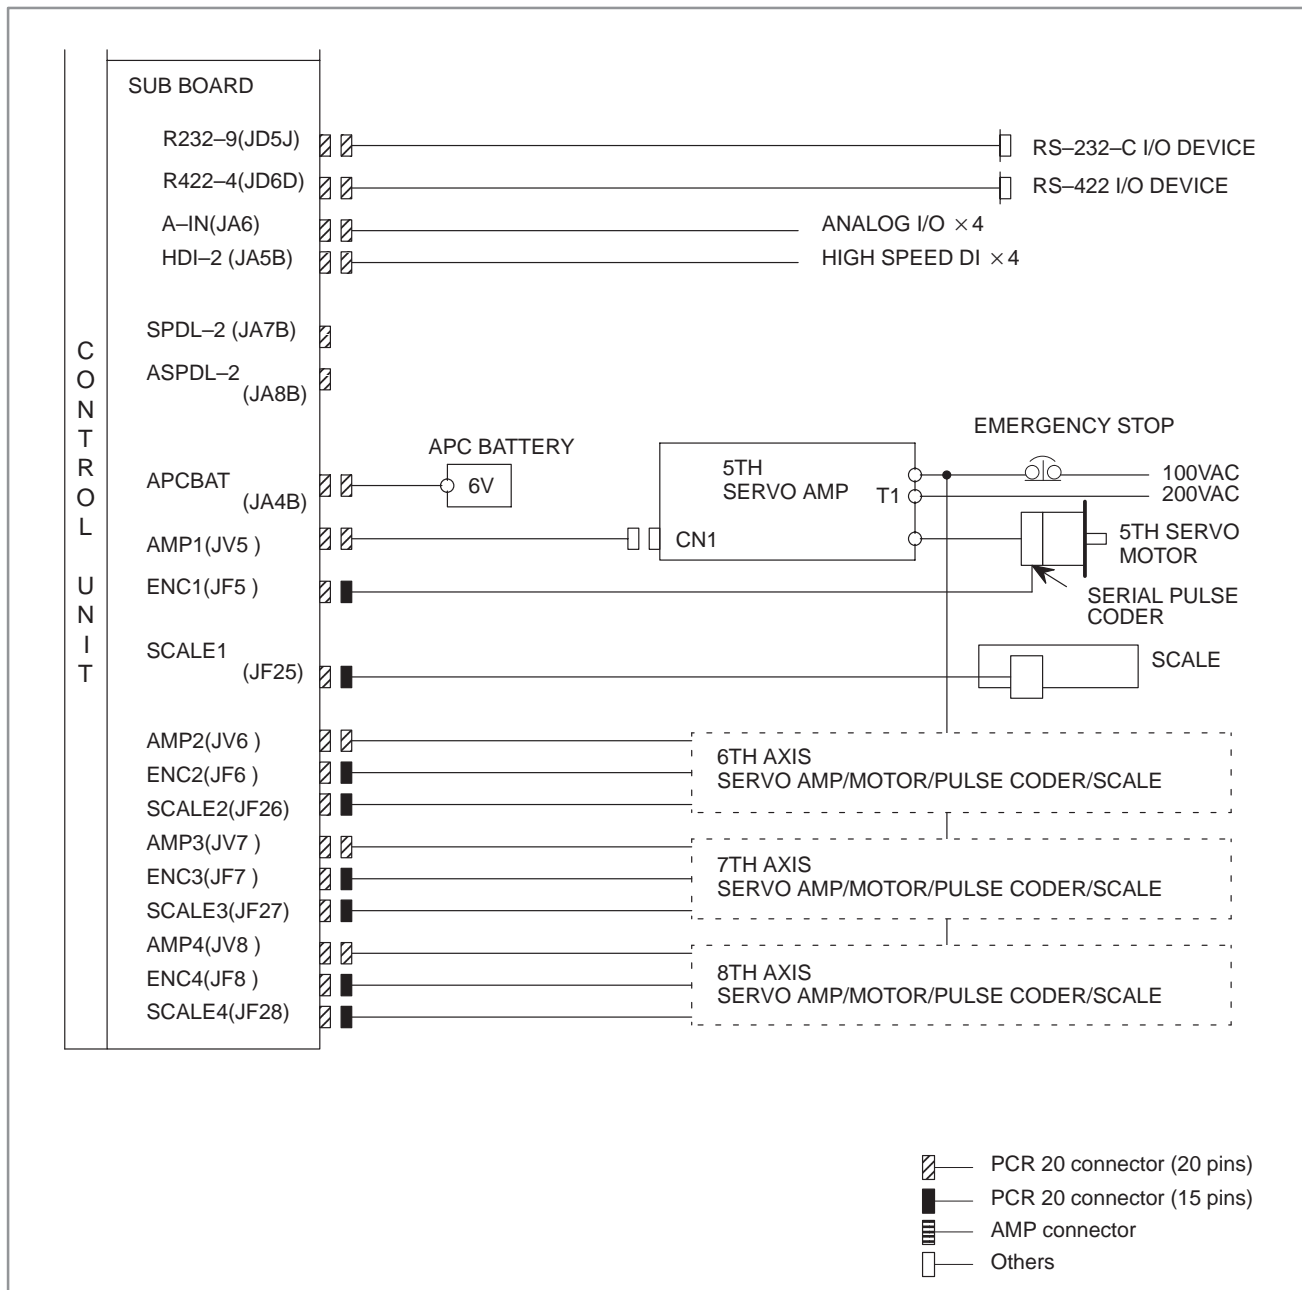 SUB BOARD
R232–9(JD5J)
RS–232–C I/O DEVICE
R422–4(JD6D)
RS–422 I/O DEVICE
A–IN(JA6)
ANALOG I/O ×4
HDI–2 (JA5B)
HIGH SPEED DI ×4
SPDL–2 (JA7B)
ASPDL–2
(JA8B)
CONTROL UNIT
APCBAT
(JA4B)
APC BATTERY
6V
5TH
SERVO AMP
T1
CN1
EMERGENCY STOP
100VAC
200VAC
AMP1(JV5 )
5TH SERVO
MOTOR
ENC1(JF5 )
SERIAL PULSE
CODER
SCALE1
(JF25)
SCALE
AMP2(JV6 )
ENC2(JF6 )
SCALE2(JF26)
6TH AXIS
SERVO AMP/MOTOR/PULSE CODER/SCALE
AMP3(JV7 )
ENC3(JF7 )
SCALE3(JF27)
7TH AXIS
SERVO AMP/MOTOR/PULSE CODER/SCALE
AMP4(JV8 )
ENC4(JF8 )
SCALE4(JF28)
8TH AXIS
SERVO AMP/MOTOR/PULSE CODER/SCALE
PCR 20 connector (20 pins)
PCR 20 connector (15 pins)
AMP connector
Others